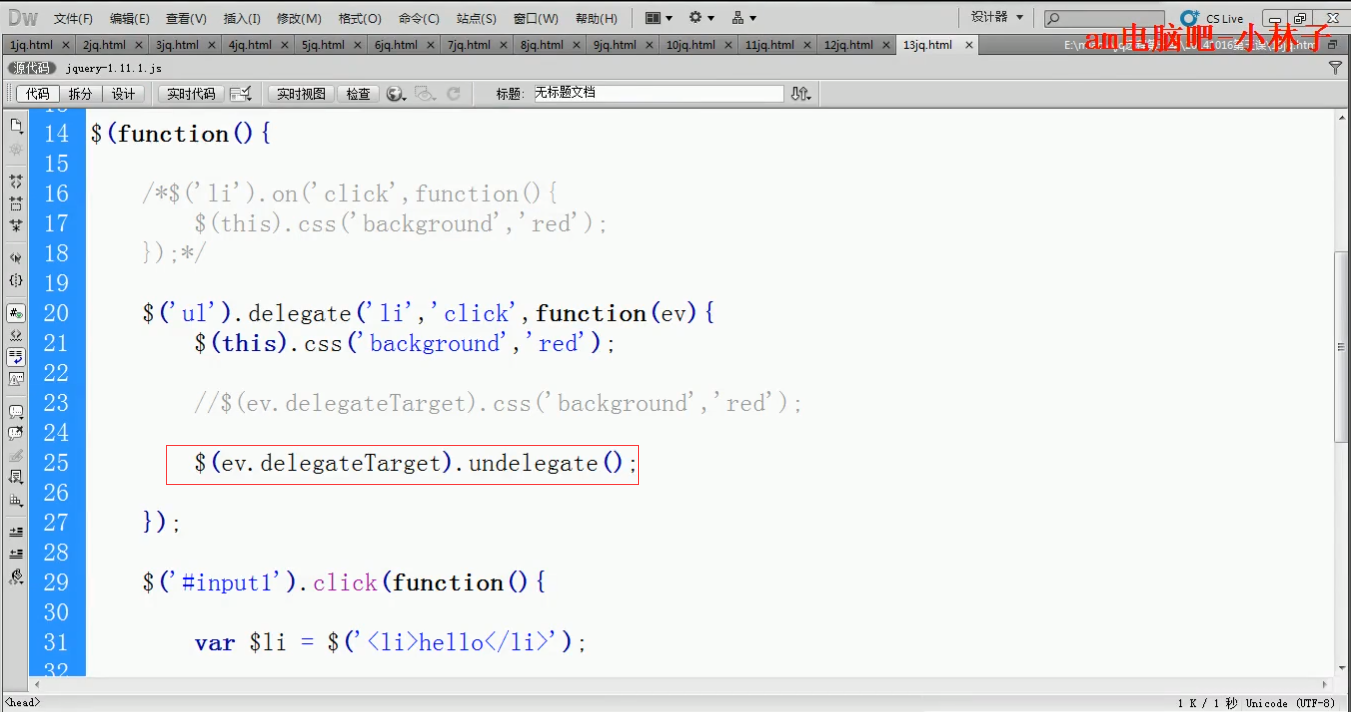 Dw 文件(F) 编辑(E) 查看(V) 插入(I) 修改(M) 格式(O) 命令(C) 站点(S) 窗口(W) 帮助(H) 设计器 CS Live
am电脑吧-小林子
1jq.html 2jq.html 3jq.html 4jq.html 5jq.html 6jq.html 7jq.html 8jq.html 9jq.html 10jq.html 11jq.html 12jq.html 13jq.html
源代码 jquery-1.11.1.js
代码 拆分 设计 实时代码 实时视图 检查 标题: 无标题文档
14 $(function(){
15
16 /*$('li').on('click',function(){
17 $(this).css('background','red');
18 });*/
19
20 $('ul').delegate('li','click',function(ev){
21 $(this).css('background','red');
22
23 //$(ev.delegateTarget).css('background','red');
24
25 $(ev.delegateTarget).undelegate();
26
27 });
28
29 $('#input1').click(function(){
30
31 var $li = $('<li>hello</li>');
32
<head> 1 K / 1 秒 Unicode (UTF-8)